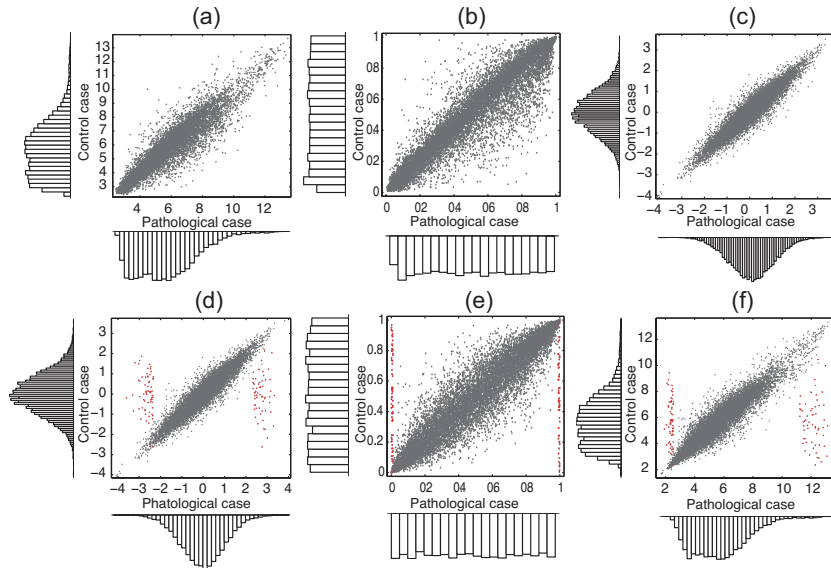 (a)
13
12
11
10
9
8
7
6
5
4
3
Control case
4 6 8 10 12
Pathological case
(b)
1
08
06
04
02
0
Control case
0 02 04 06 08 1
Pathological case
(c)
3
2
1
0
−1
−2
−3
−4
Control case
−4 −3 −2 −1 0 1 2 3
Pathological case
(d)
3
2
1
0
−1
−2
−3
−4
Control case
−4 −3 −2 −1 0 1 2 3 4
Phatological case
(e)
1
0.8
0.6
0.4
0.2
0
Control case
0 02 04 06 08 1
Pathological case
(f)
12
10
8
6
4
2
Control case
2 4 6 8 10 12
Pathological case